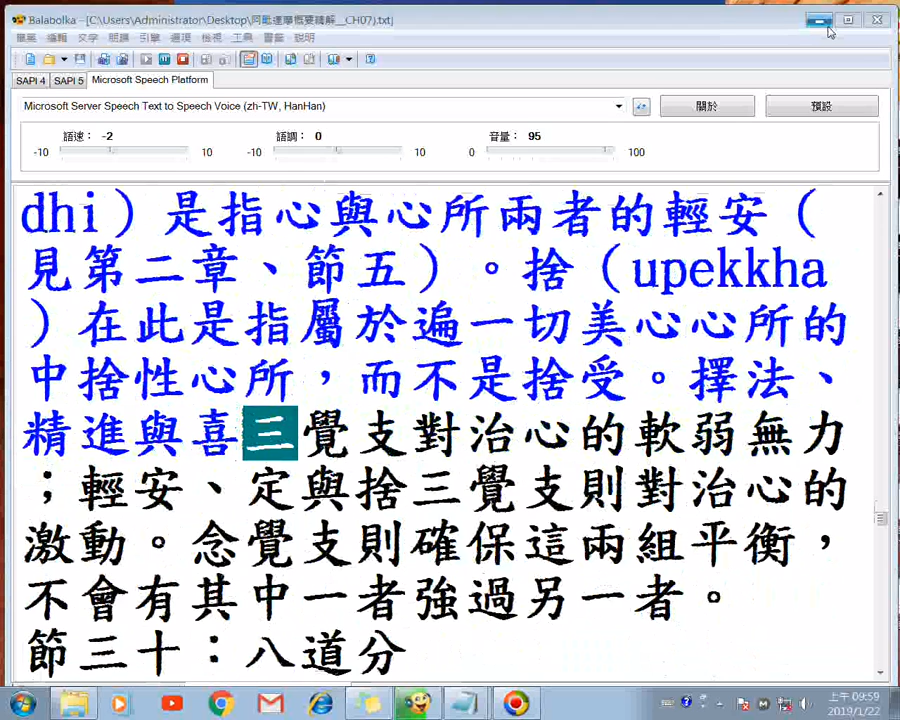 Balabolka - [C:\Users\Administrator\Desktop\阿毗達摩概要精解__CH07).txt]
檔案 編輯 文字 朗讀 引擎 選項 檢視 工具 書籤 說明
SAPI 4 SAPI 5 Microsoft Speech Platform
Microsoft Server Speech Text to Speech Voice (zh-TW, HanHan) 關於 預設
語速： -2 語調： 0 音量： 95
-10 10 -10 10 0 100
dhi）是指心與心所兩者的輕安（
見第二章、節五）。捨（upekkha
）在此是指屬於遍一切美心心所的
中捨性心所，而不是捨受。擇法、
精進與喜三覺支對治心的軟弱無力
；輕安、定與捨三覺支則對治心的
激動。念覺支則確保這兩組平衡，
不會有其中一者強過另一者。
節三十：八道分
上午 09:59
2019/1/22